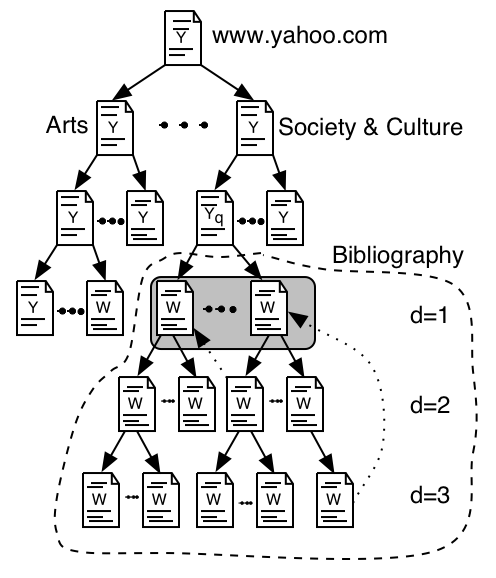 Y www.yahoo.com
Arts Y Y Society & Culture
Y Y Yq Y
Bibliography
Y W W W d=1
W W W W d=2
W W W W W d=3